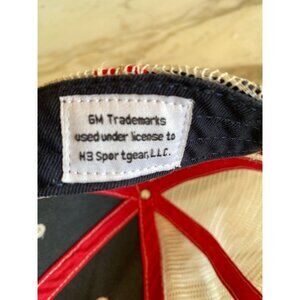 GM Trademarks
used under license to
H3 Sportgear, LLC.